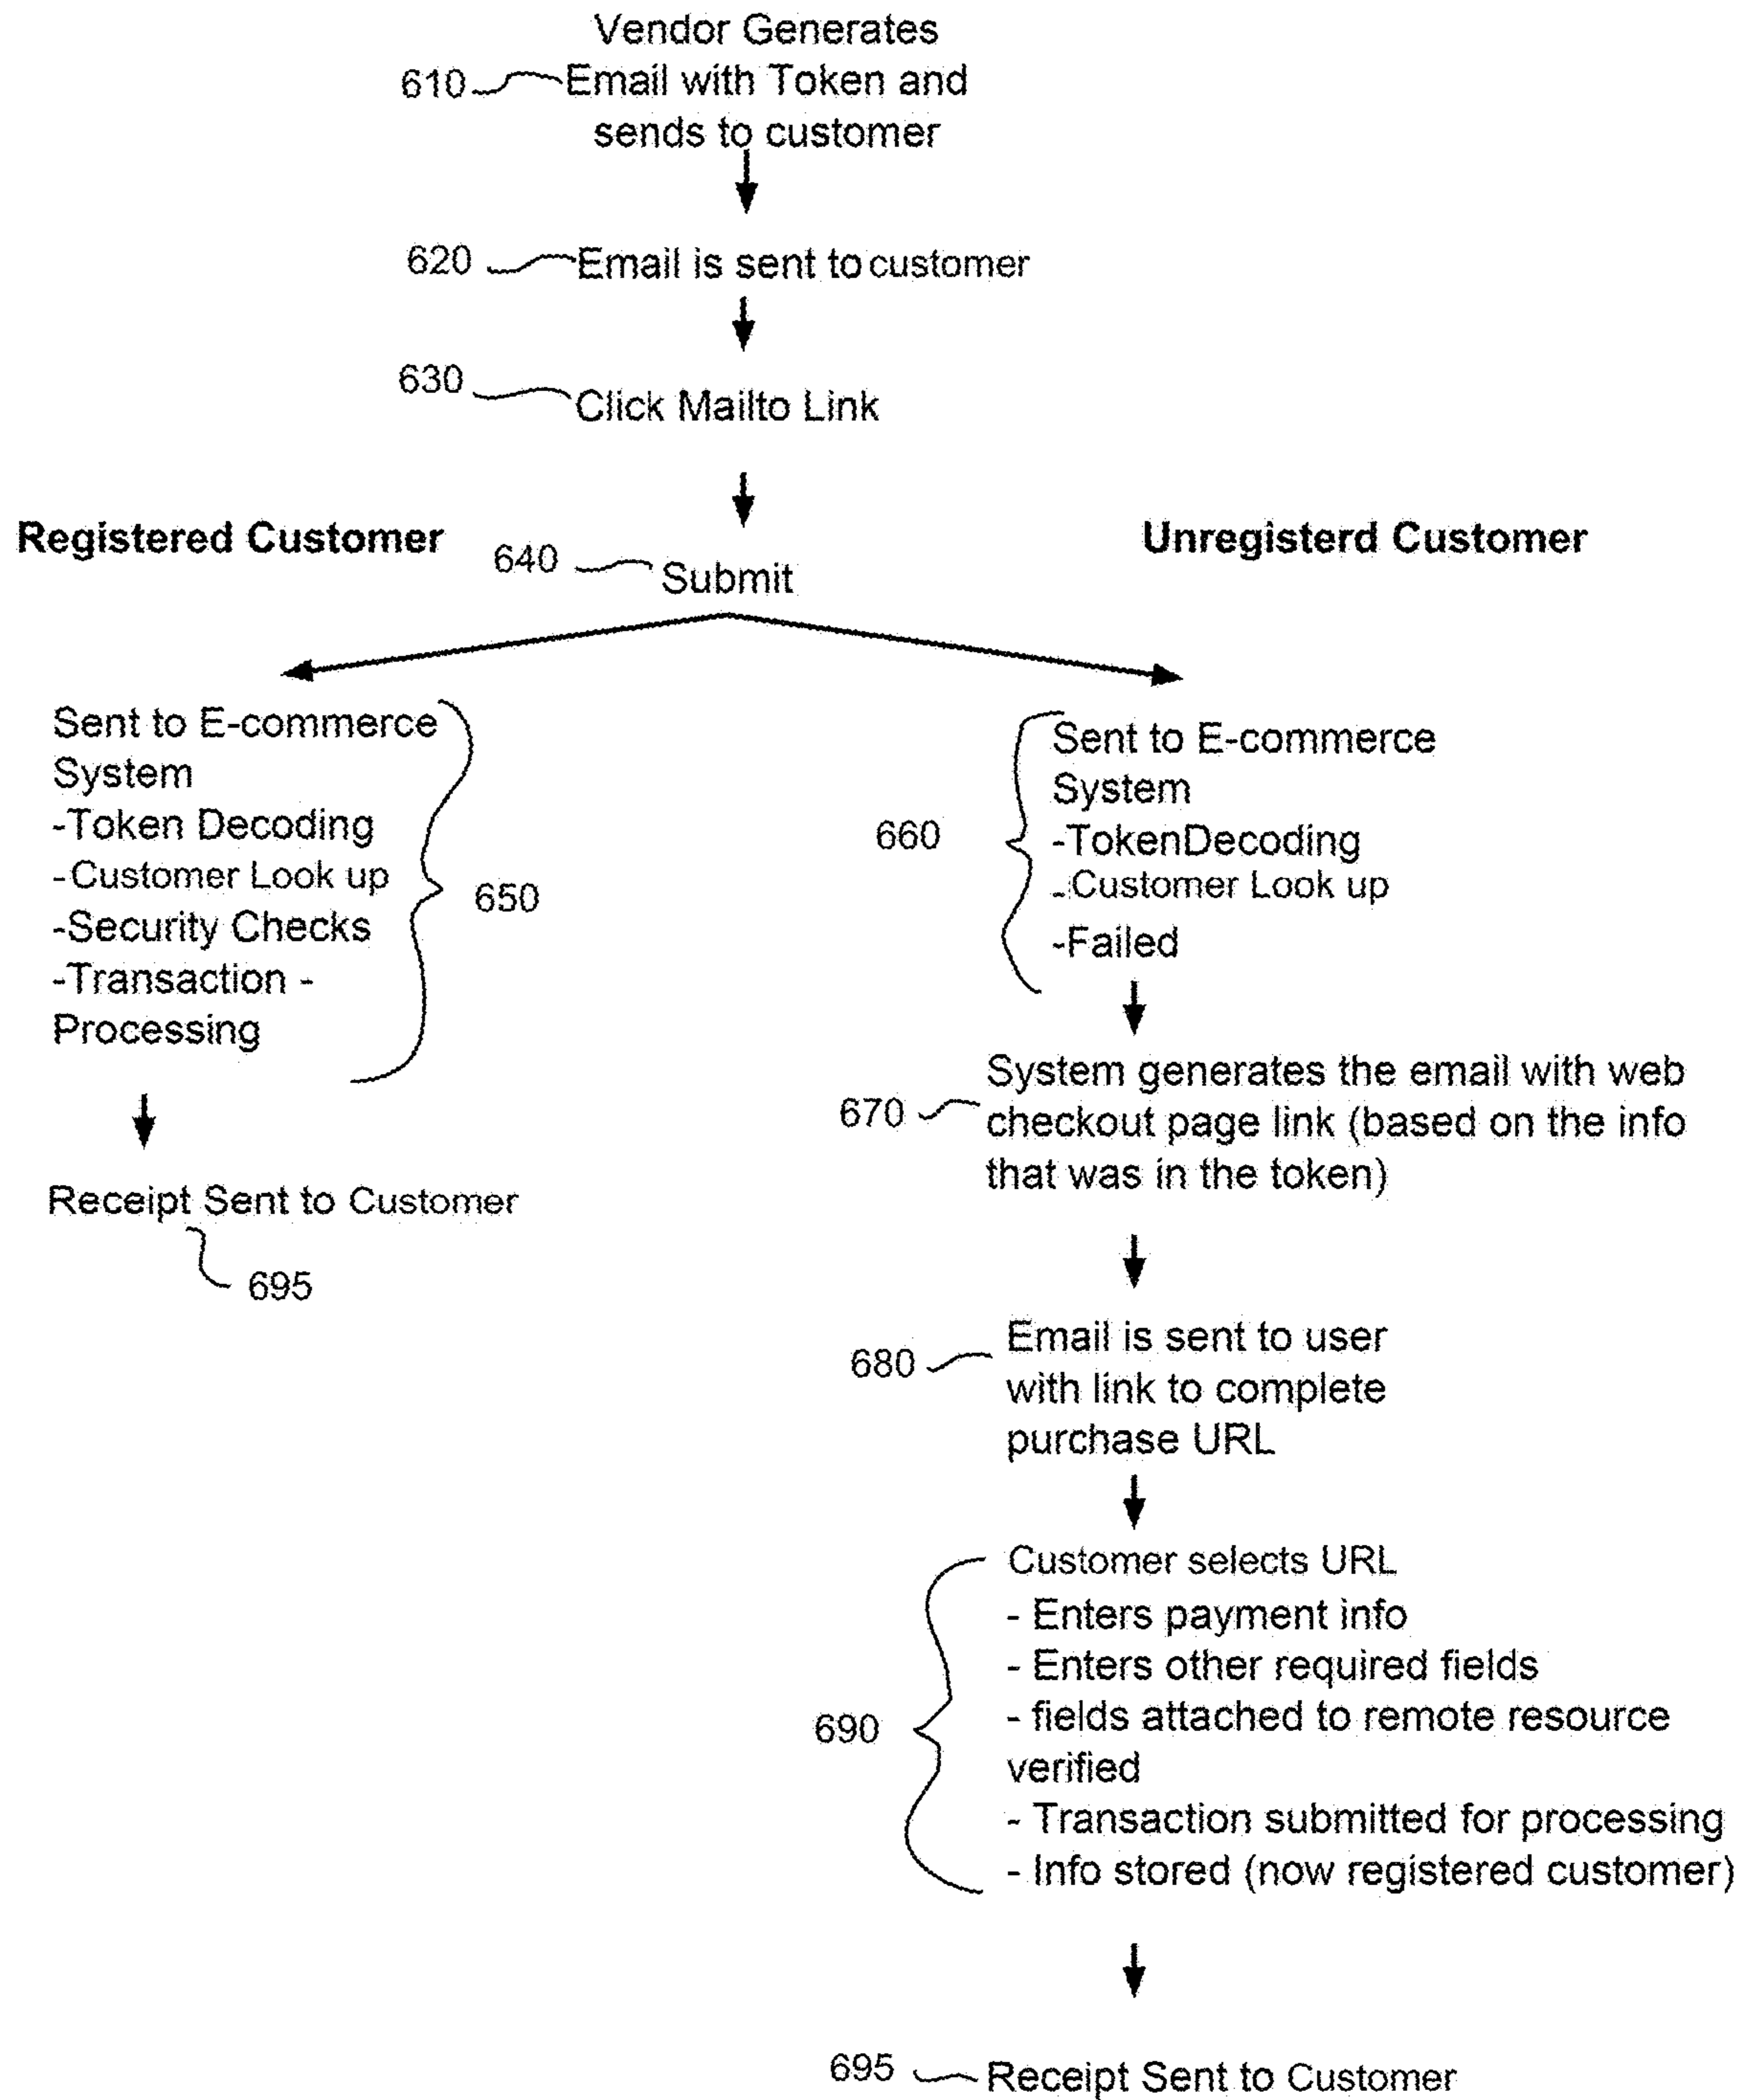 Vendor Generates
610 Email with Token and
sends to customer
620 Email is sent to customer
630 Click Mailto Link
Registered Customer
640 Submit
Unregisterd Customer
Sent to E-commerce
System
-Token Decoding
-Customer Look up
-Security Checks
-Transaction -
Processing
650
Receipt Sent to Customer
695
660
Sent to E-commerce
System
-TokenDecoding
-Customer Look up
-Failed
System generates the email with web
670 checkout page link (based on the info
that was in the token)
Email is sent to user
680 with link to complete
purchase URL
Customer selects URL
- Enters payment info
- Enters other required fields
- fields attached to remote resource
690 verified
- Transaction submitted for processing
- Info stored (now registered customer)
695 Receipt Sent to Customer